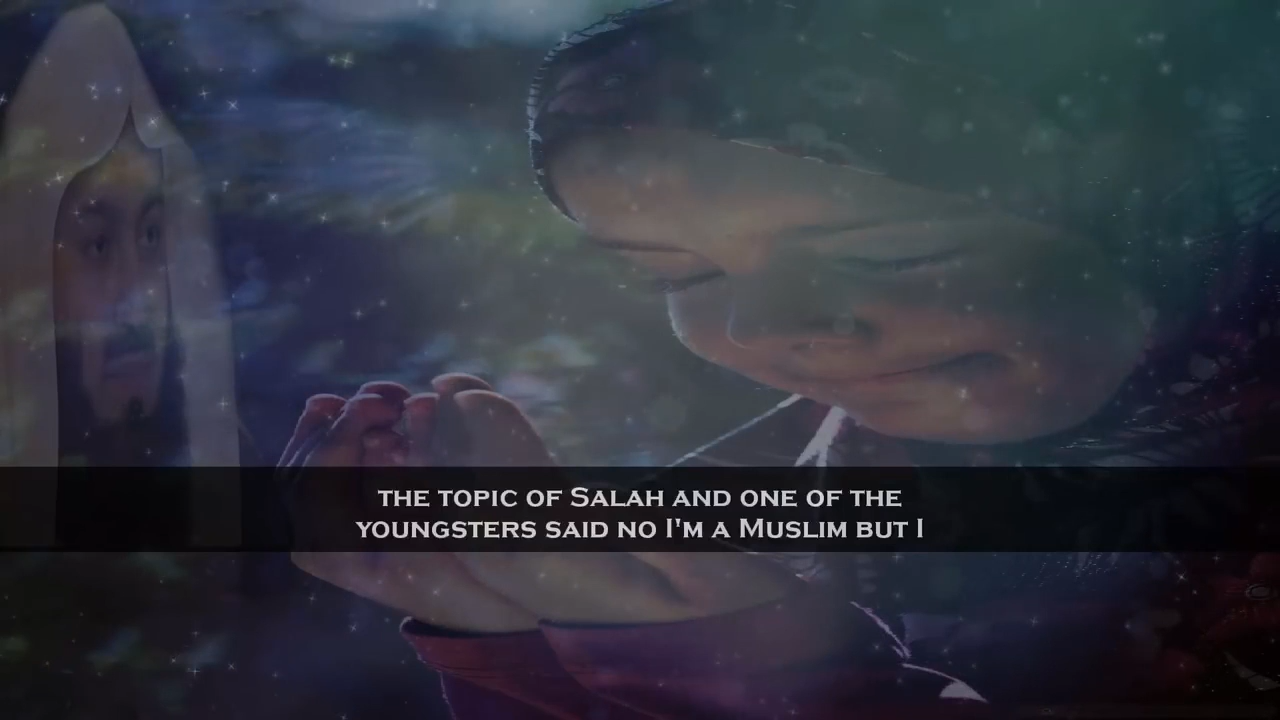 THE TOPIC OF SALAH AND ONE OF THE
YOUNGSTERS SAID NO I'M A MUSLIM BUT I